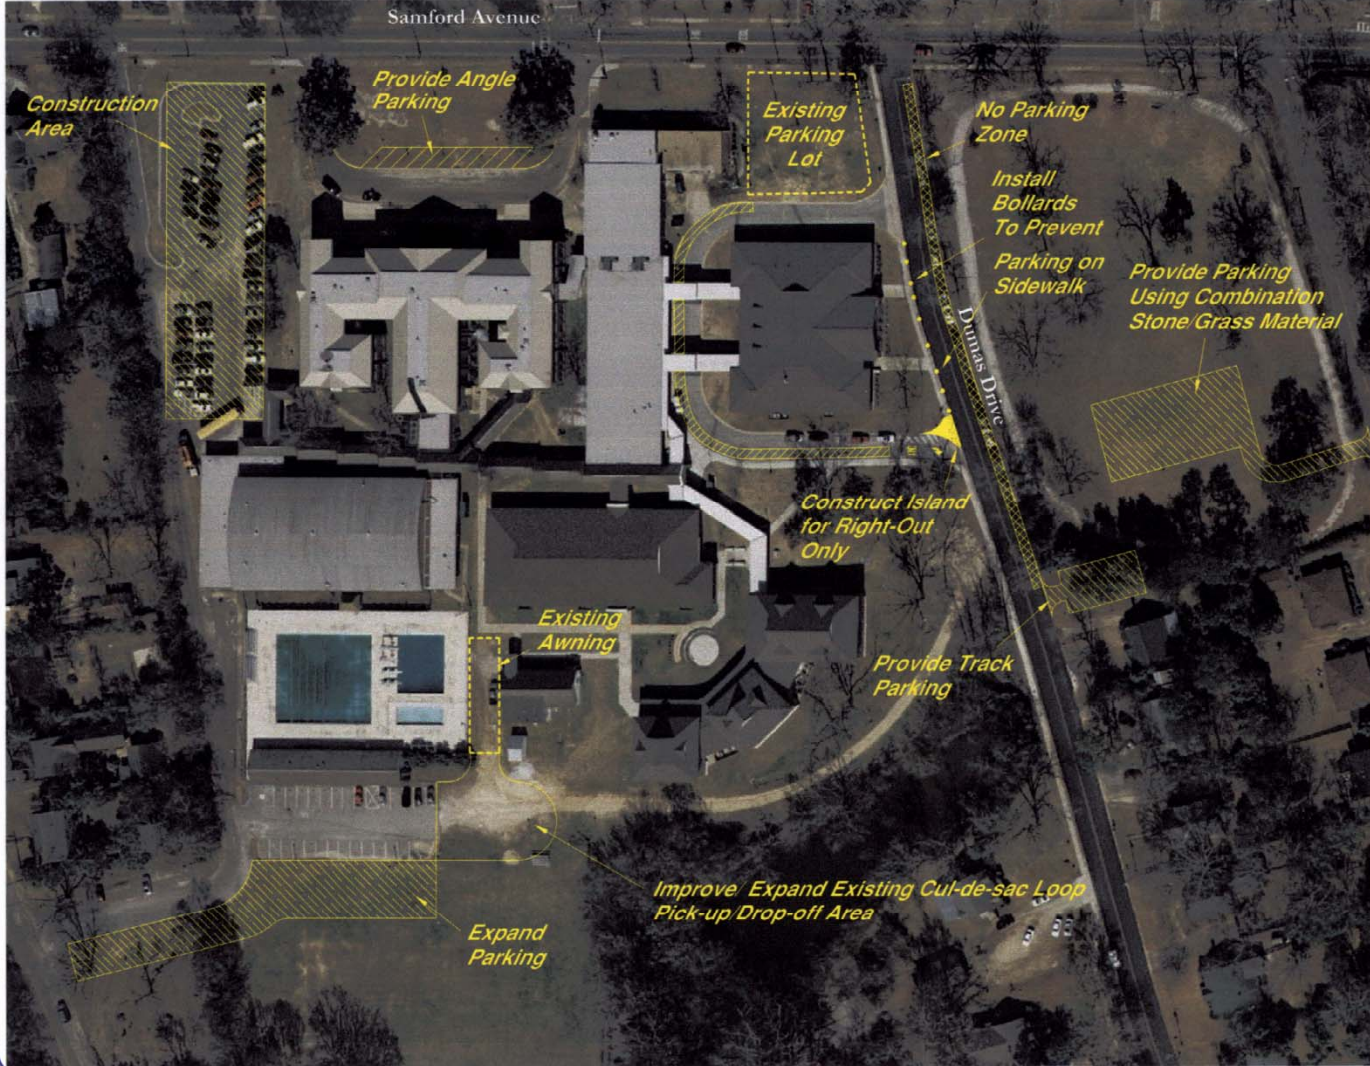 Samford Avenue
Construction
Area
Provide Angle
Parking
Existing
Parking
Lot
No Parking
Zone
Install
Bollards
To Prevent
Parking on
Sidewalk
Provide Parking
Using Combination
Stone/Grass Material
Dumas Drive
Construct Island
for Right-Out
Only
Existing
Awning
Provide Track
Parking
Improve/Expand Existing Cul-de-sac Loop
Pick-up/Drop-off Area
Expand
Parking